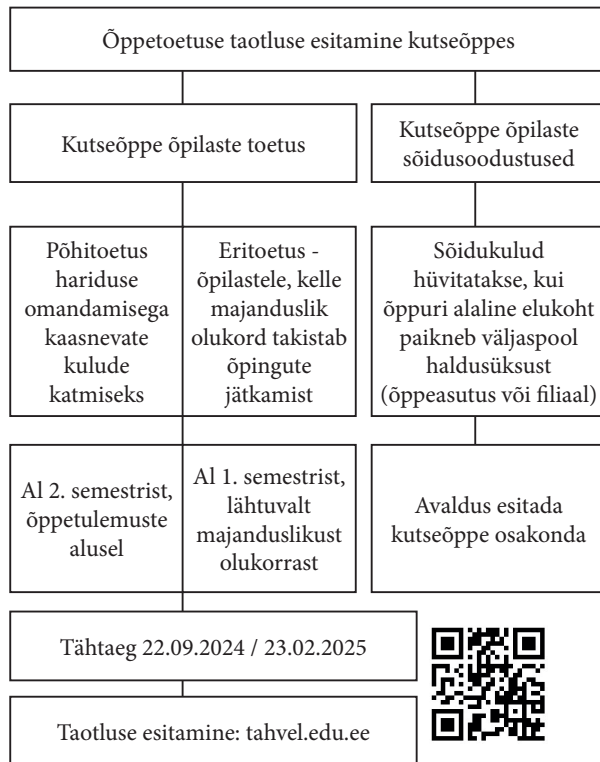 Õppetoetuse taotluse esitamine kutseõppes
Kutseõppe õpilaste toetus
Kutseõppe õpilaste
sõidusoodustused
Põhitoetus
hariduse
omandamisega
kaasnevate
kulude
katmiseks
Eritoetus -
õpilastele, kelle
majanduslik
olukord takistab
õpingute
jätkamist
Sõidukulud
hüvitatakse, kui
õppuri alaline elukoht
paikneb väljaspool
haldusüksust
(õppeasutus või filiaal)
Al 2. semestrist,
õppetulemuste
alusel
Al 1. semestrist,
lähtuvalt
majanduslikust
olukorrast
Avaldus esitada
kutseõppe osakonda
Tähtaeg 22.09.2024 / 23.02.2025
Taotluse esitamine: tahvel.edu.ee